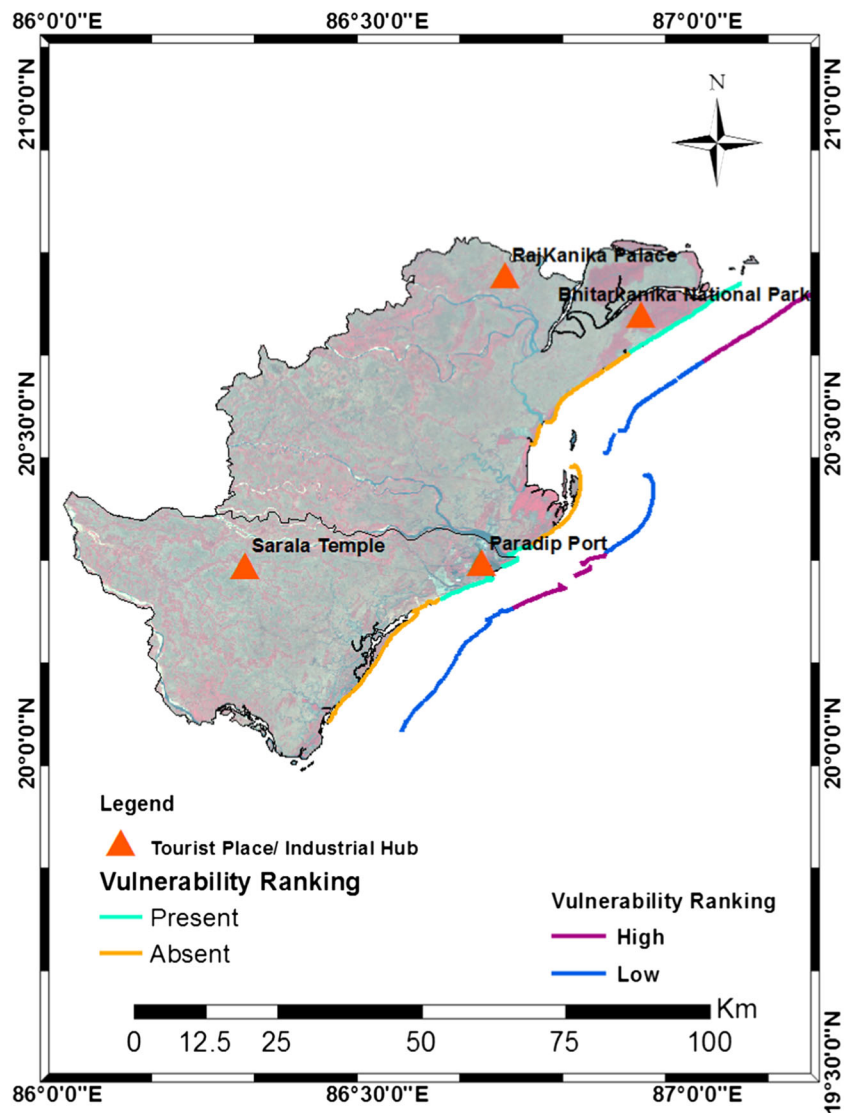 86°0'0"E 86°30'0"E 87°0'0"E
21°0'0"N 21°0'0"N
N
RajKanika Palace
Bhitarkanika National Park
20°30'0"N 20°30'0"N
Sarala Temple Paradip Port
20°0'0"N 20°0'0"N
Legend
Tourist Place/ Industrial Hub
Vulnerability Ranking
Present
Absent
Vulnerability Ranking
High
Low
Km
0 12.5 25 50 75 100
19°30'0"N
86°0'0"E 86°30'0"E 87°0'0"E